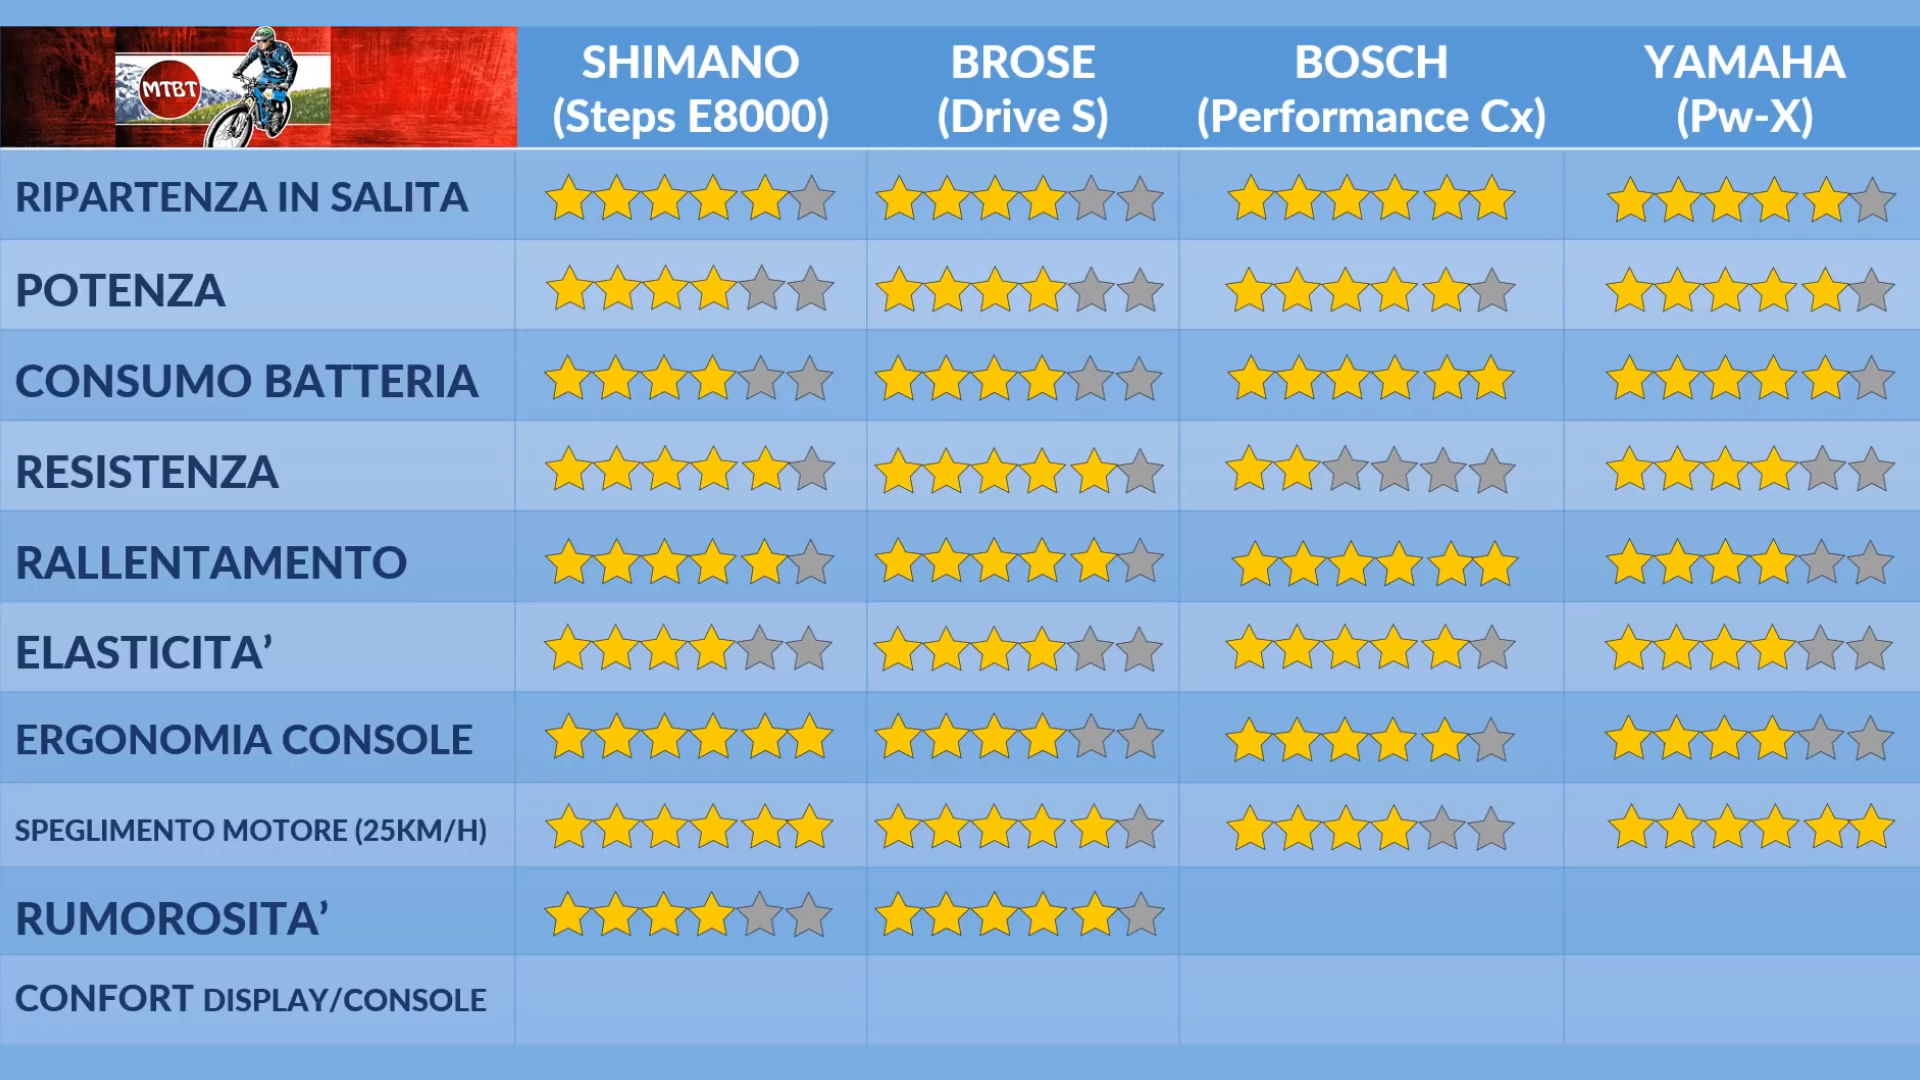 MTBT
SHIMANO
(Steps E8000)
BROSE
(Drive S)
BOSCH
(Performance Cx)
YAMAHA
(Pw-X)
RIPARTENZA IN SALITA
POTENZA
CONSUMO BATTERIA
RESISTENZA
RALLENTAMENTO
ELASTICITA’
ERGONOMIA CONSOLE
SPEGLIMENTO MOTORE (25KM/H)
RUMOROSITA’
CONFORT DISPLAY/CONSOLE